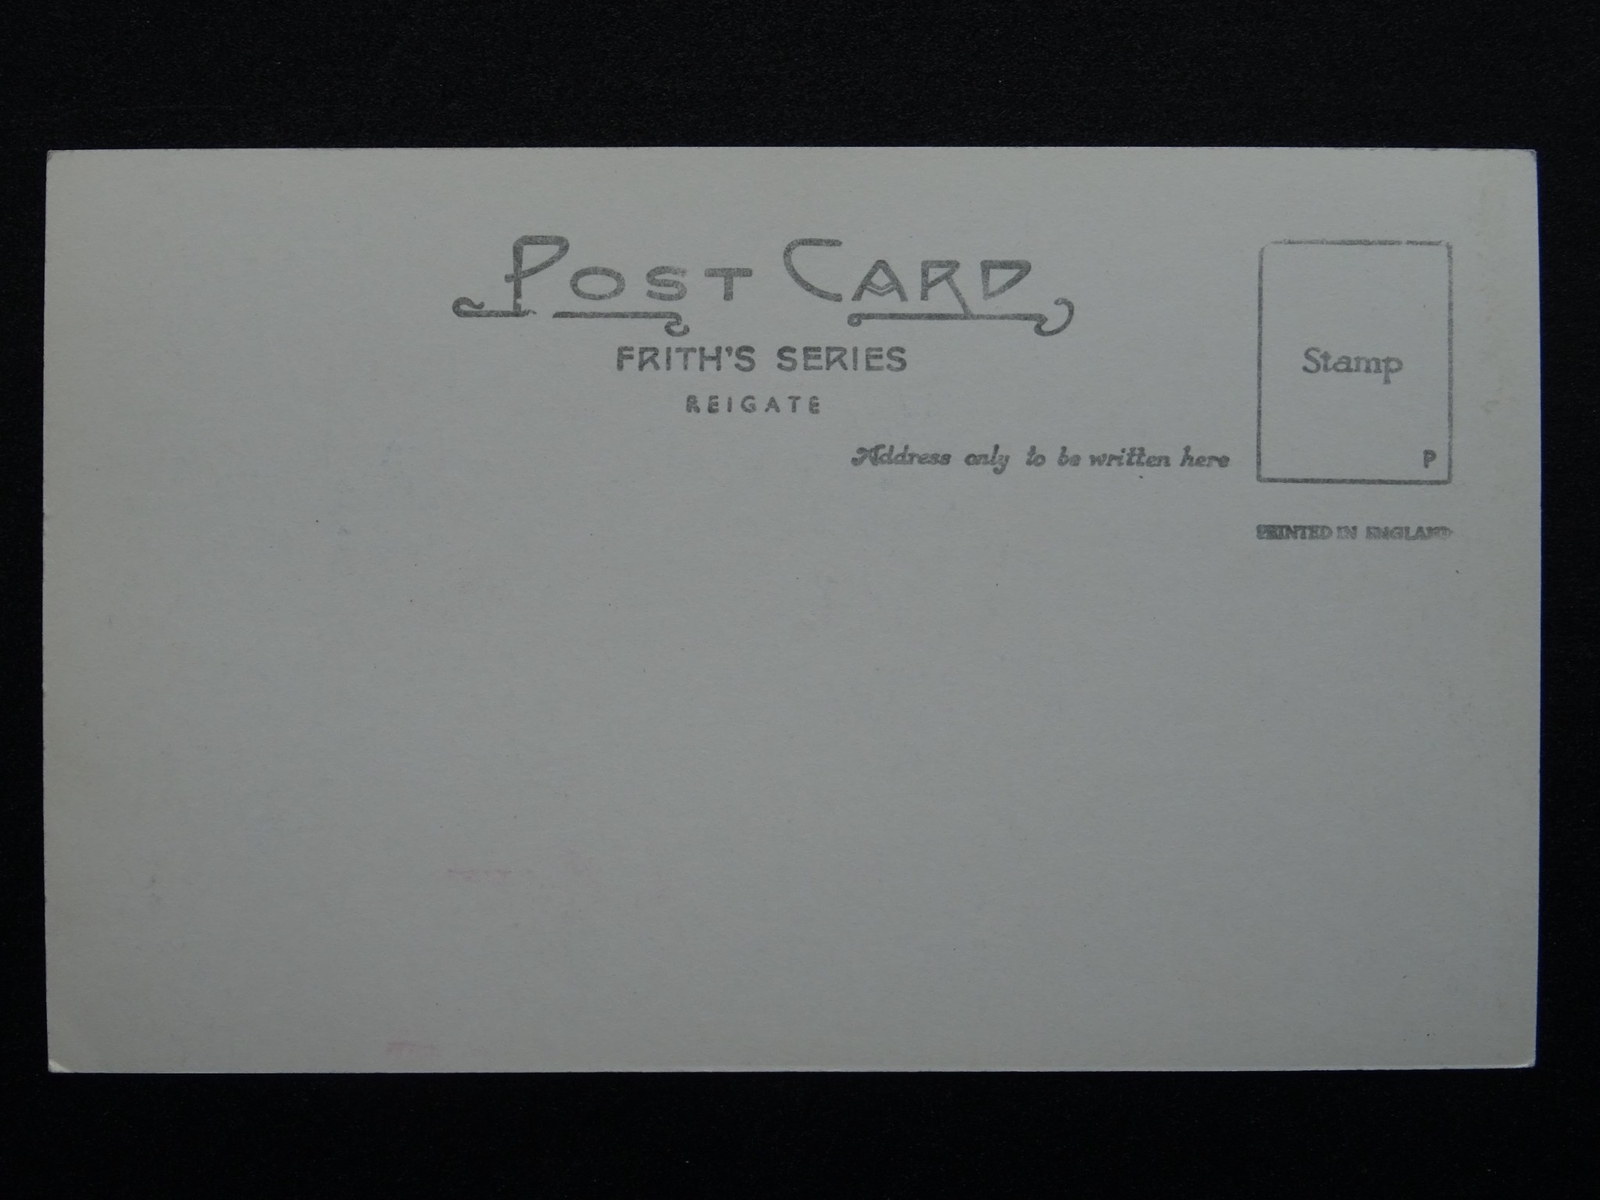 POST CARD
FRITH'S SERIES
REIGATE
Address only to be written here
Stamp
P
PRINTED IN ENGLAND